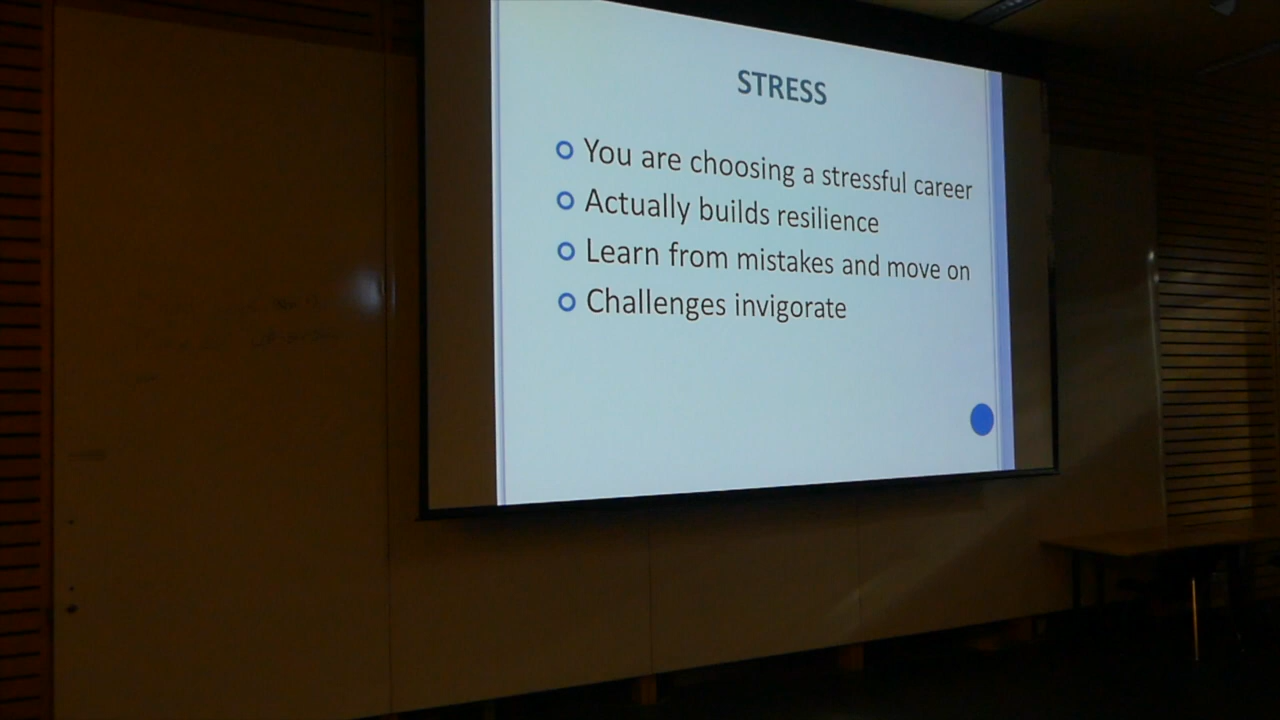 STRESS
You are choosing a stressful career
Actually builds resilience
Learn from mistakes and move on
Challenges invigorate